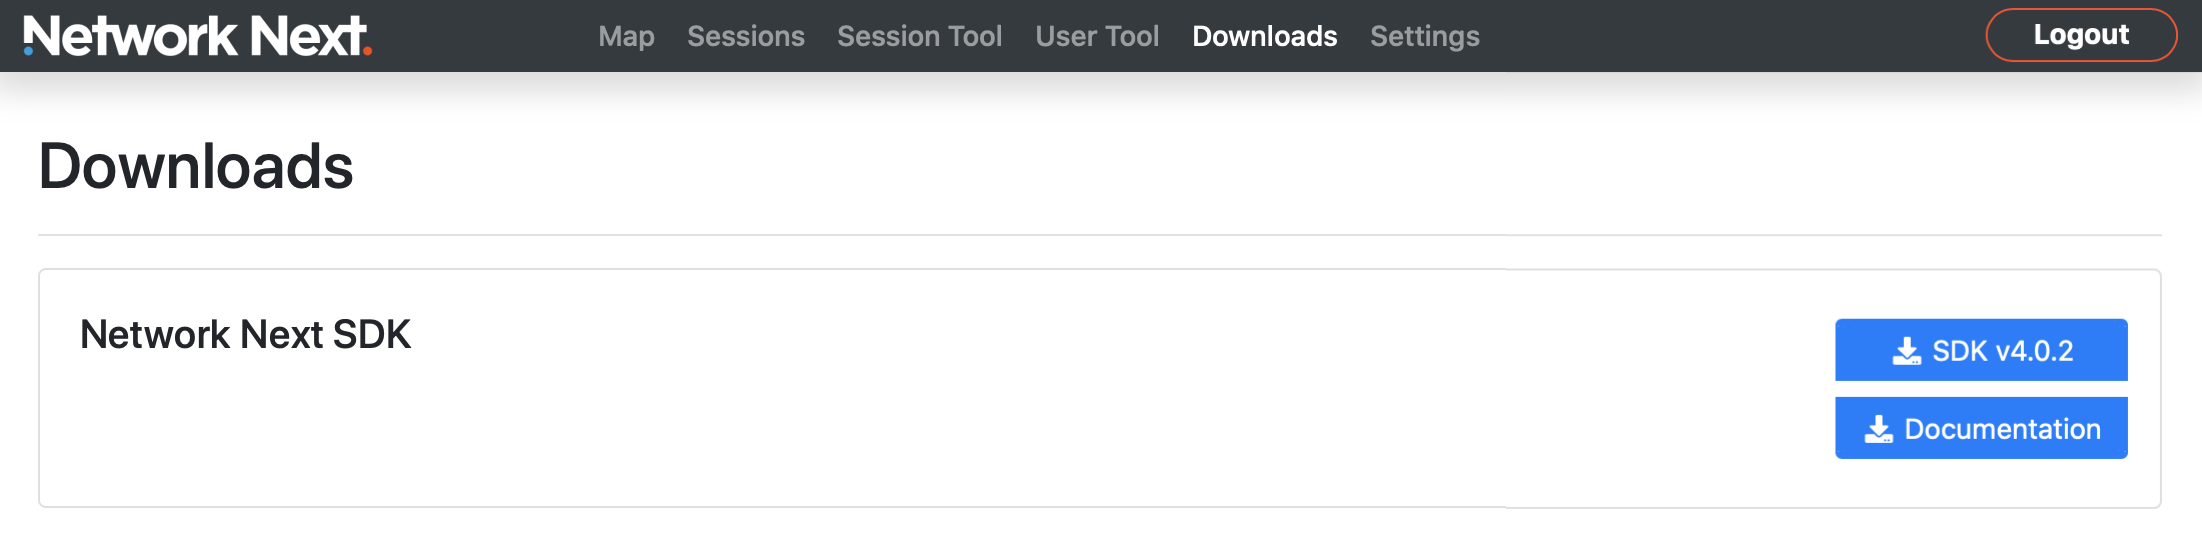 Network Next Map Sessions Session Tool User Tool Downloads Settings Logout
Downloads
Network Next SDK
SDK v4.0.2
Documentation